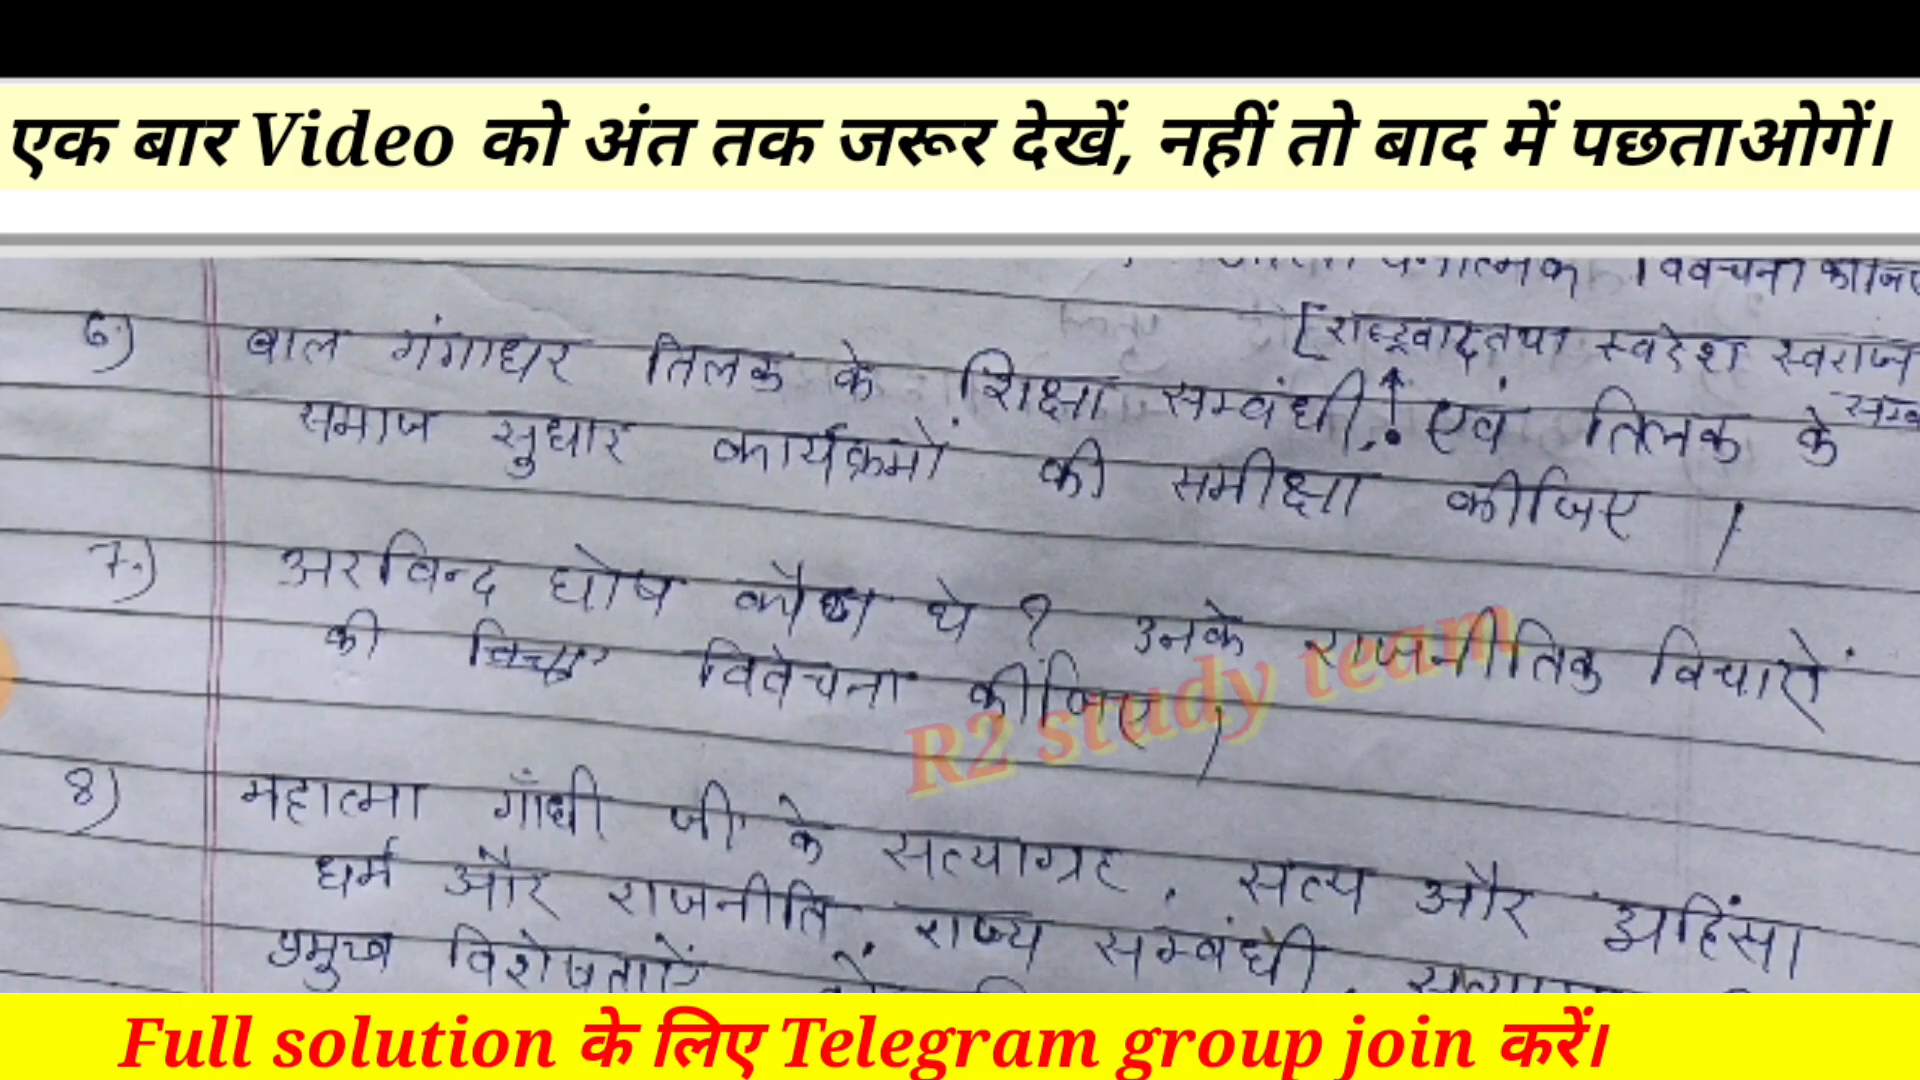 एक बार Video को अंत तक जरूर देखें, नहीं तो बाद में पछताओगें।
विवेचना कीजिए
[राष्ट्रवाद तथा स्वदेश स्वराज्य
6.) बाल गंगाधर तिलक के शिक्षा सम्बंधी, एवं तिलक के
समाज सुधार कार्यक्रमों की समीक्षा कीजिए ।
7.) अरविन्द घोष कौन थे ? उनके राजनीतिक विचारों
की विवेचना कीजिए ।
R2 study team
8) महात्मा गाँधी जी के सत्याग्रह, सत्य और अहिंसा
धर्म और राजनीति, राज्य सम्बंधी,
प्रमुख विशेषताएं
Full solution के लिए Telegram group join करें।